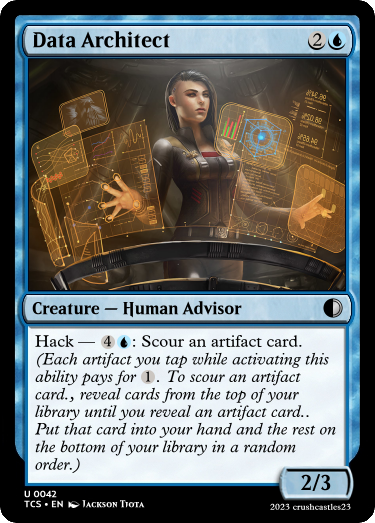 Data Architect 2
Creature — Human Advisor
Hack — 4 : Scour an artifact card.
(Each artifact you tap while activating this
ability pays for 1. To scour an artifact
card., reveal cards from the top of your
library until you reveal an artifact card..
Put that card into your hand and the rest on
the bottom of your library in a random
order.)
2/3
U 0042
TCS • EN Jackson Tjota
2023 crushcastles23